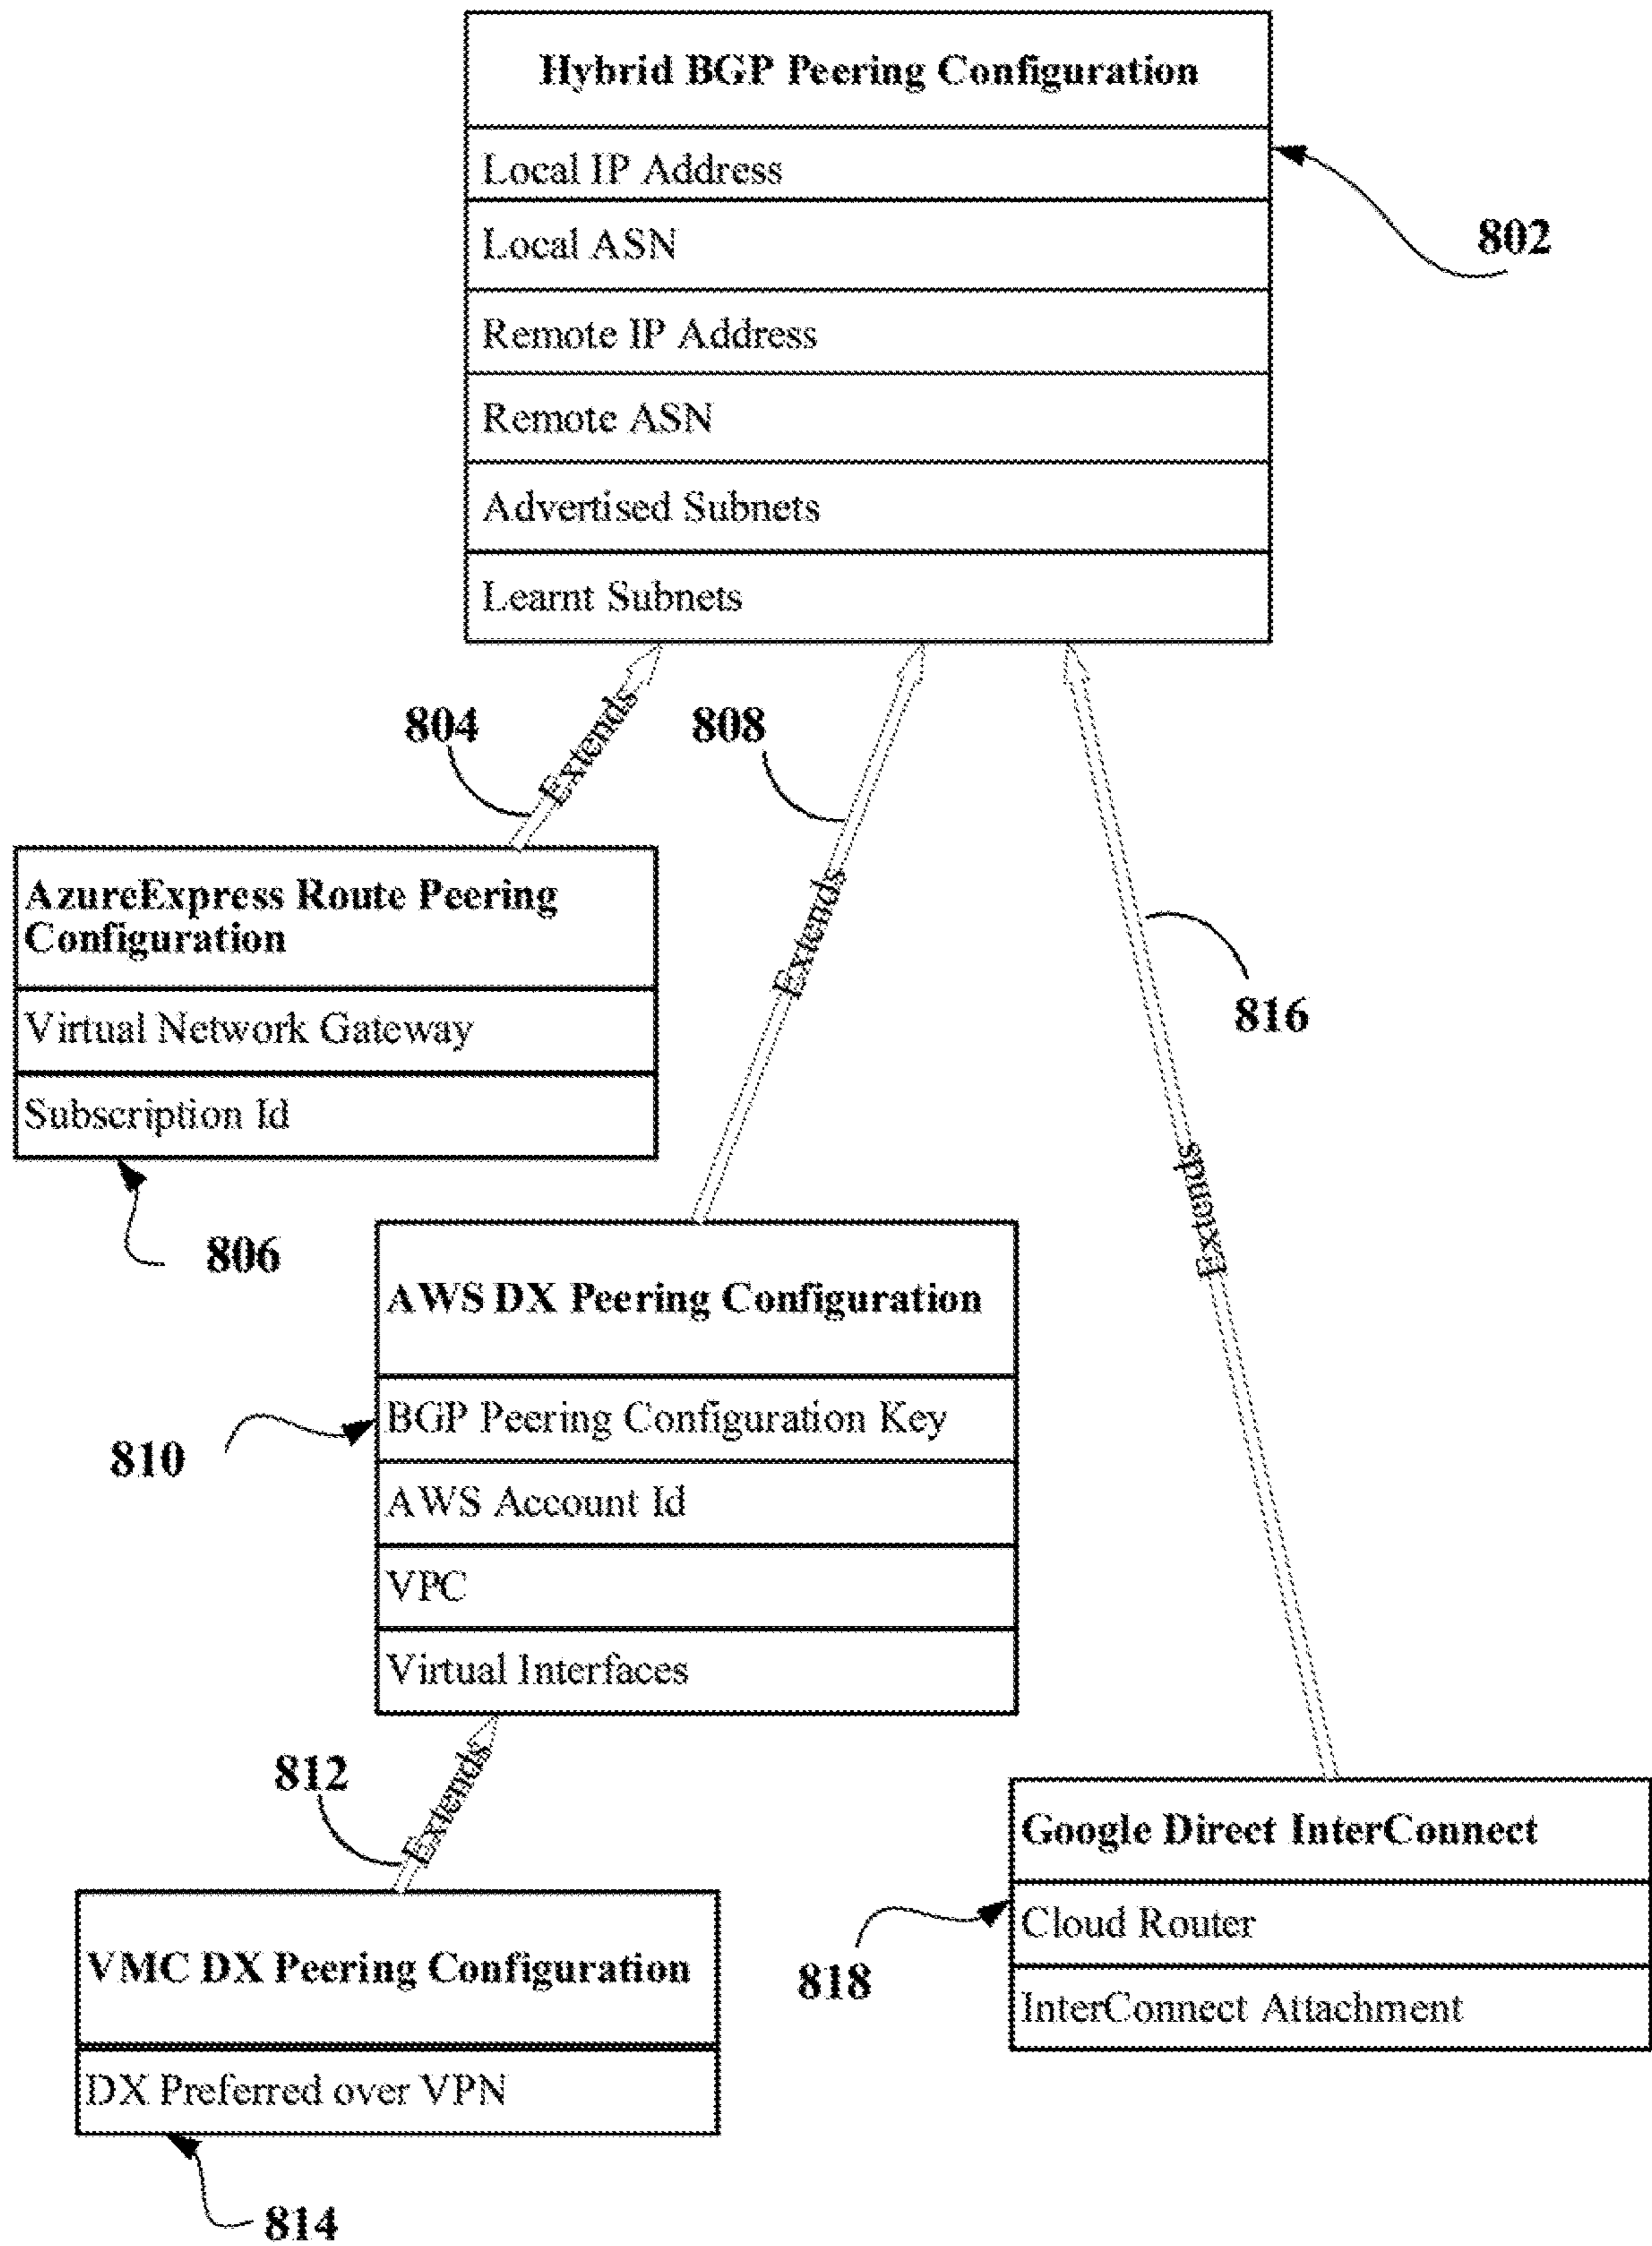 Hybrid BGP Peering Configuration
Local IP Address
802
Local ASN
Remote IP Address
Remote ASN
Advertised Subnets
Learnt Subnets
804
Extends
808
Extends
816
Extends
AzureExpress Route Peering
Configuration
Virtual Network Gateway
Subscription Id
806
AWS DX Peering Configuration
810
BGP Peering Configuration Key
AWS Account Id
VPC
Virtual Interfaces
812
Extends
VMC DX Peering Configuration
DX Preferred over VPN
814
Google Direct InterConnect
818
Cloud Router
InterConnect Attachment